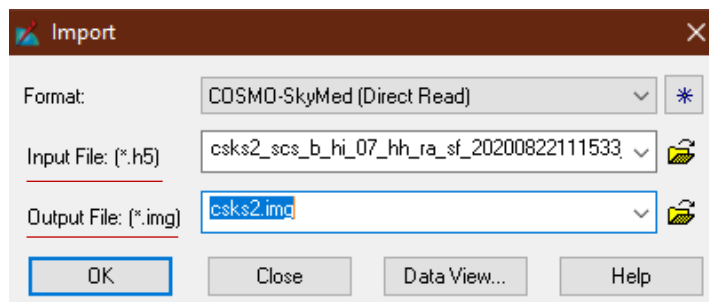 Import
Format: COSMO-SkyMed (Direct Read)
Input File: (*.h5) csks2_scs_b_hi_07_hh_ra_sf_20200822111533_
Output File: (*.img) csks2.img
OK Close Data View... Help